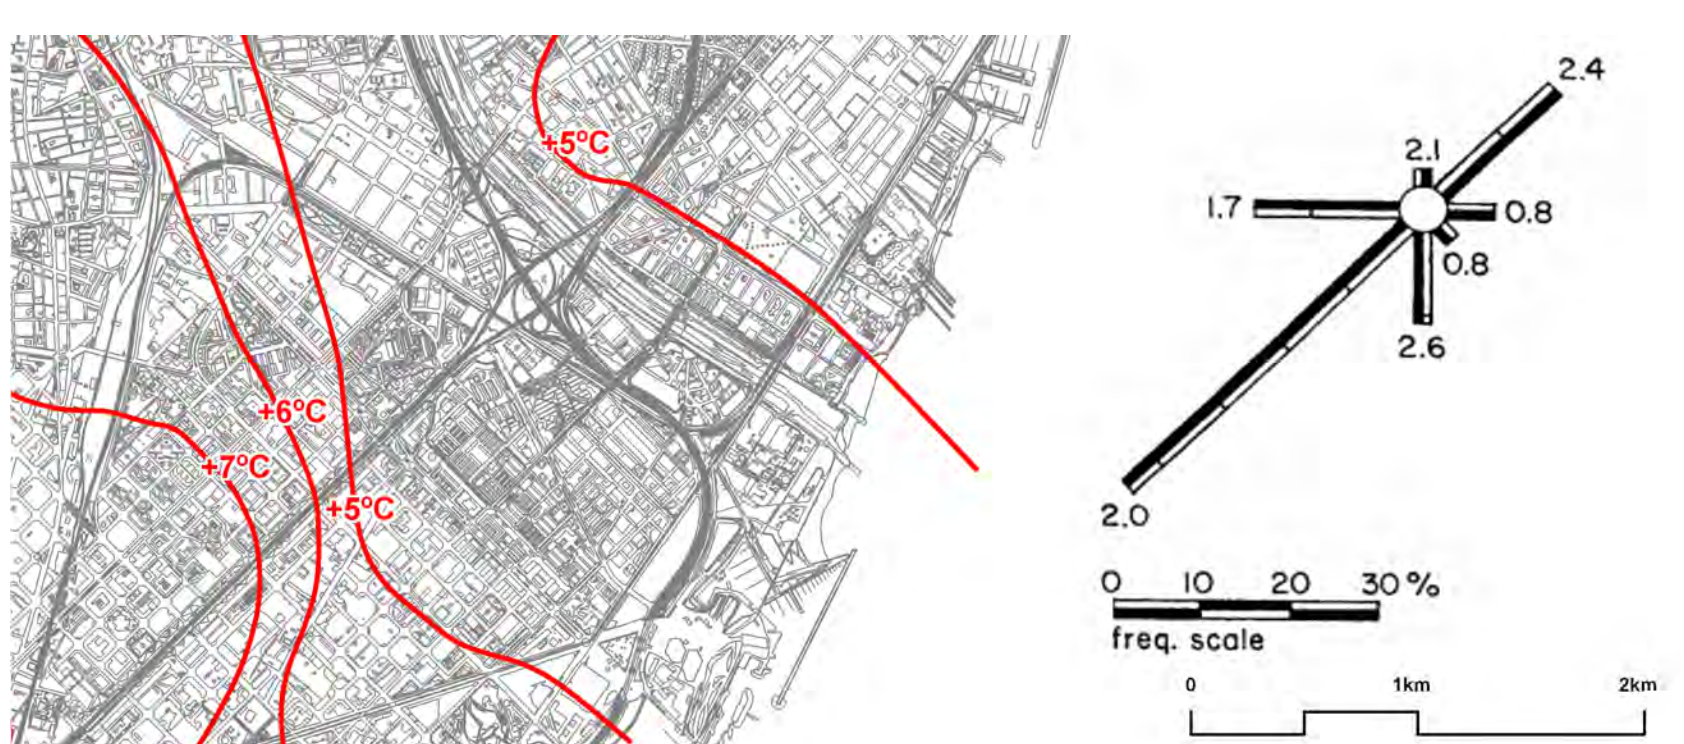 +5ºC
+6ºC
+7ºC
+5ºC
2.4
2.1
1.7
0.8
0.8
2.6
2.0
0 10 20 30 %
freq. scale
0 1km 2km